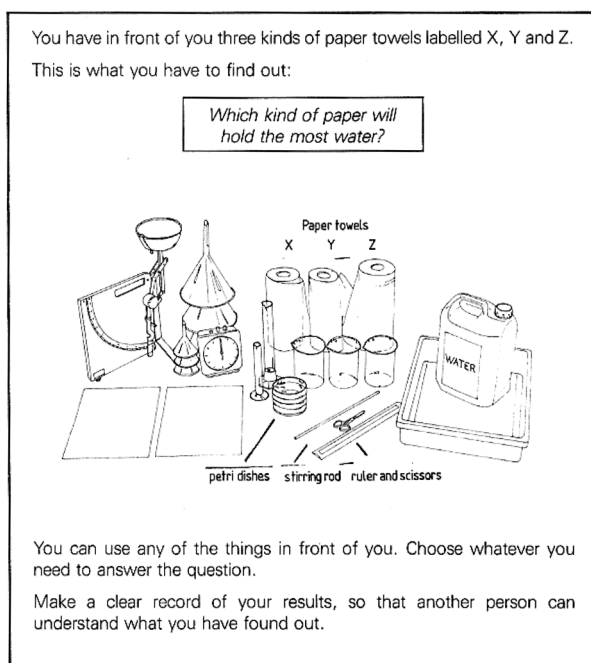 You have in front of you three kinds of paper towels labelled X, Y and Z.
This is what you have to find out:
Which kind of paper will
hold the most water?
Paper towels
X Y Z
WATER
petri dishes stirring rod ruler and scissors
You can use any of the things in front of you. Choose whatever you
need to answer the question.
Make a clear record of your results, so that another person can
understand what you have found out.